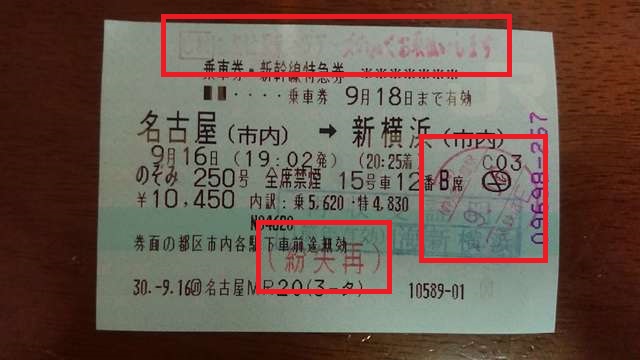 乗車券・新幹線特急券 ※※※※※※※
■■・・・・乗車券 9月18日まで有効
名古屋(市内) → 新横浜(市内)
9月16日 (19:02発) (20:25着) C03
のぞみ 250号 全席禁煙 15号車12番B席
¥10,450 内訳:乗5,620・特4,830
N94620
券面の都区市内各駅下車前途無効
(紛失再)
新横浜
30.-9.16 名古屋MR20(3-タ) 10589-01
09698-257